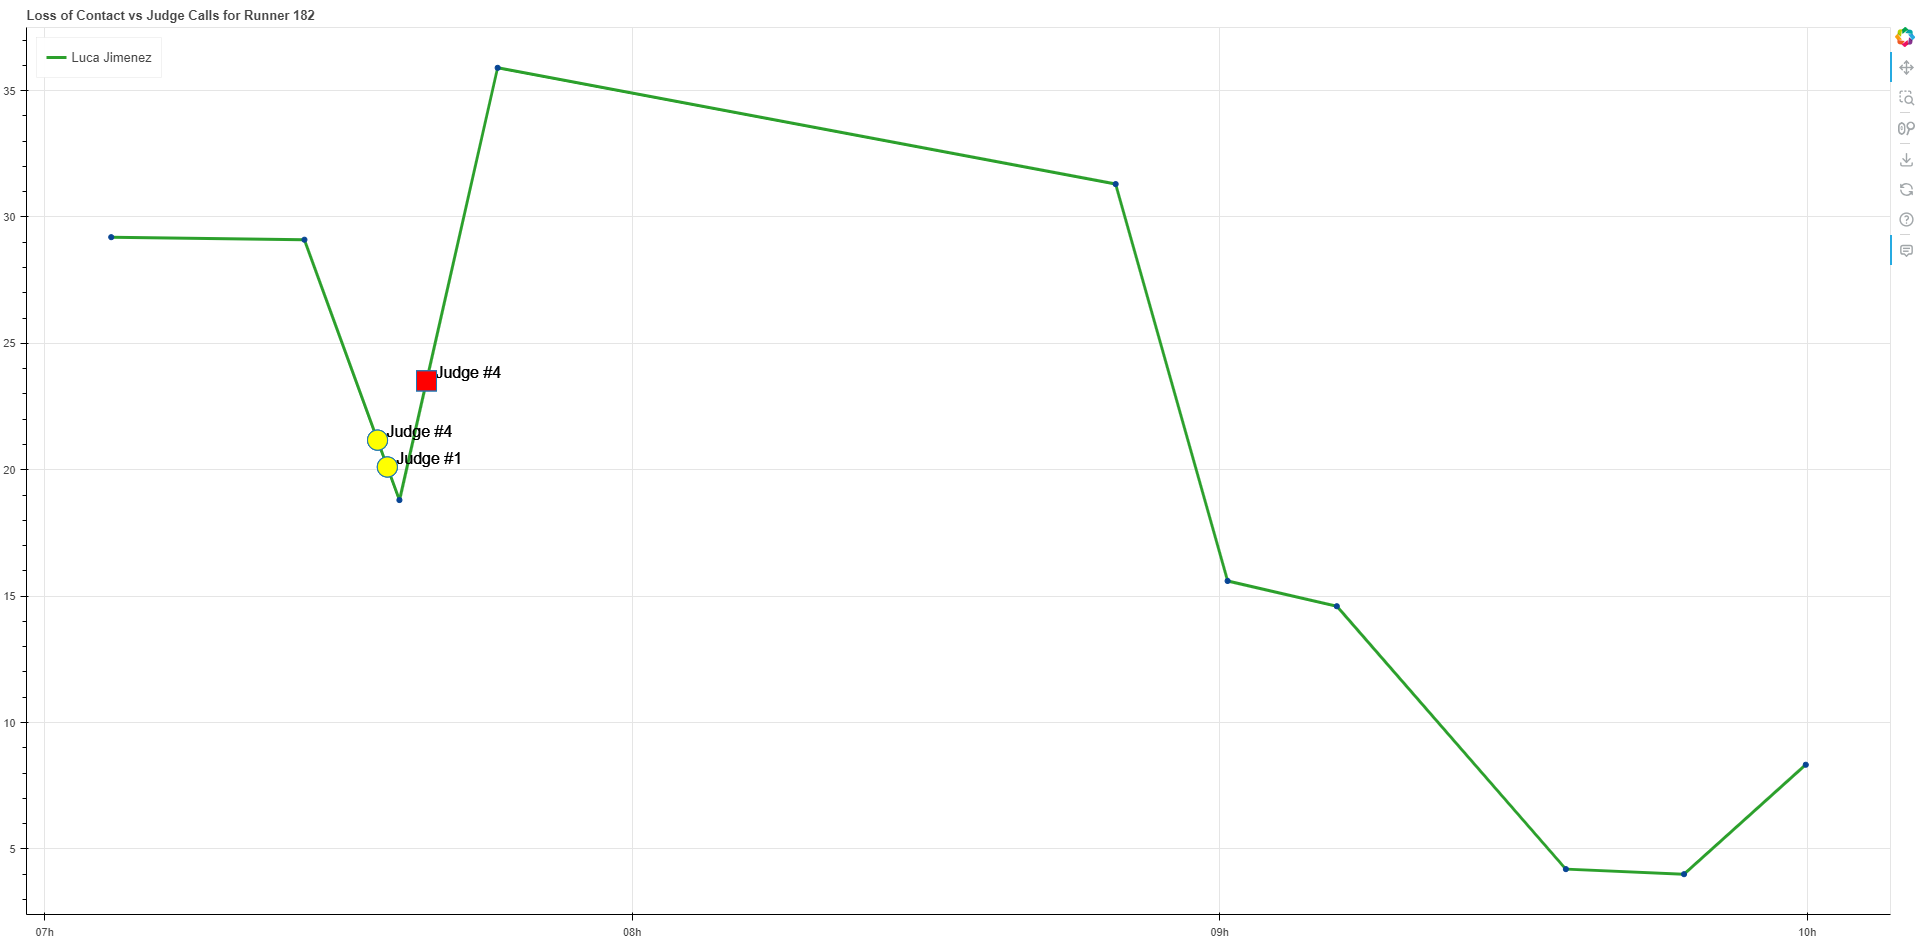 Loss of Contact vs Judge Calls for Runner 182
Luca Jimenez
35
30
Judge #4
25
Judge #4
Judge #1
20
15
10
5
07h 08h 09h 10h